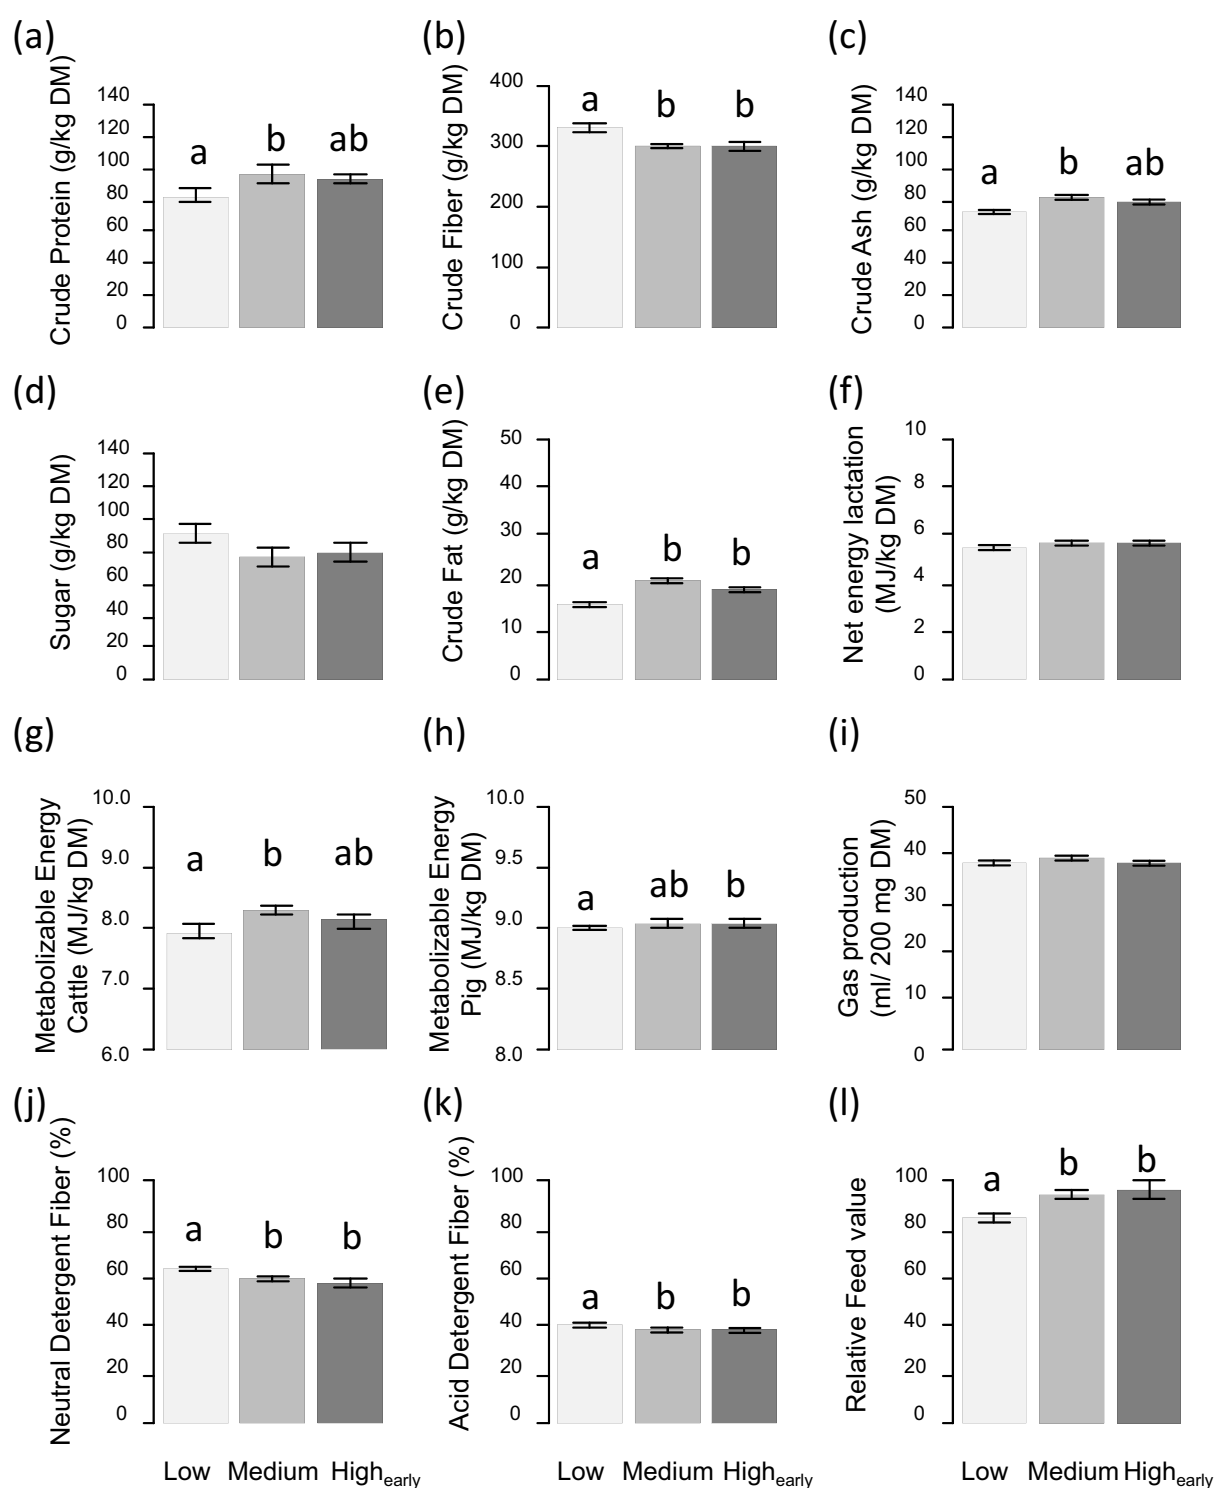 (a)
Crude Protein (g/kg DM)
140
120
100
80
60
40
20
0
a
b
ab
(b)
Crude Fiber (g/kg DM)
400
300
200
100
0
a
b
b
(c)
Crude Ash (g/kg DM)
140
120
100
80
60
40
20
0
a
b
ab
(d)
Sugar (g/kg DM)
140
120
100
80
60
40
20
0
(e)
Crude Fat (g/kg DM)
50
40
30
20
10
0
a
b
b
(f)
Net energy lactation
(MJ/kg DM)
10
8
6
4
2
0
(g)
Metabolizable Energy
Cattle (MJ/kg DM)
10.0
9.0
8.0
7.0
6.0
a
b
ab
(h)
Metabolizable Energy
Pig (MJ/kg DM)
10.0
9.5
9.0
8.5
8.0
a
ab
b
(i)
Gas production
(ml/ 200 mg DM)
50
40
30
20
10
0
(j)
Neutral Detergent Fiber (%)
100
80
60
40
20
0
a
b
b
(k)
Acid Detergent Fiber (%)
100
80
60
40
20
0
a
b
b
(l)
Relative Feed value
100
80
60
40
20
0
a
b
b
Low Medium Highearly
Low Medium Highearly
Low Medium Highearly